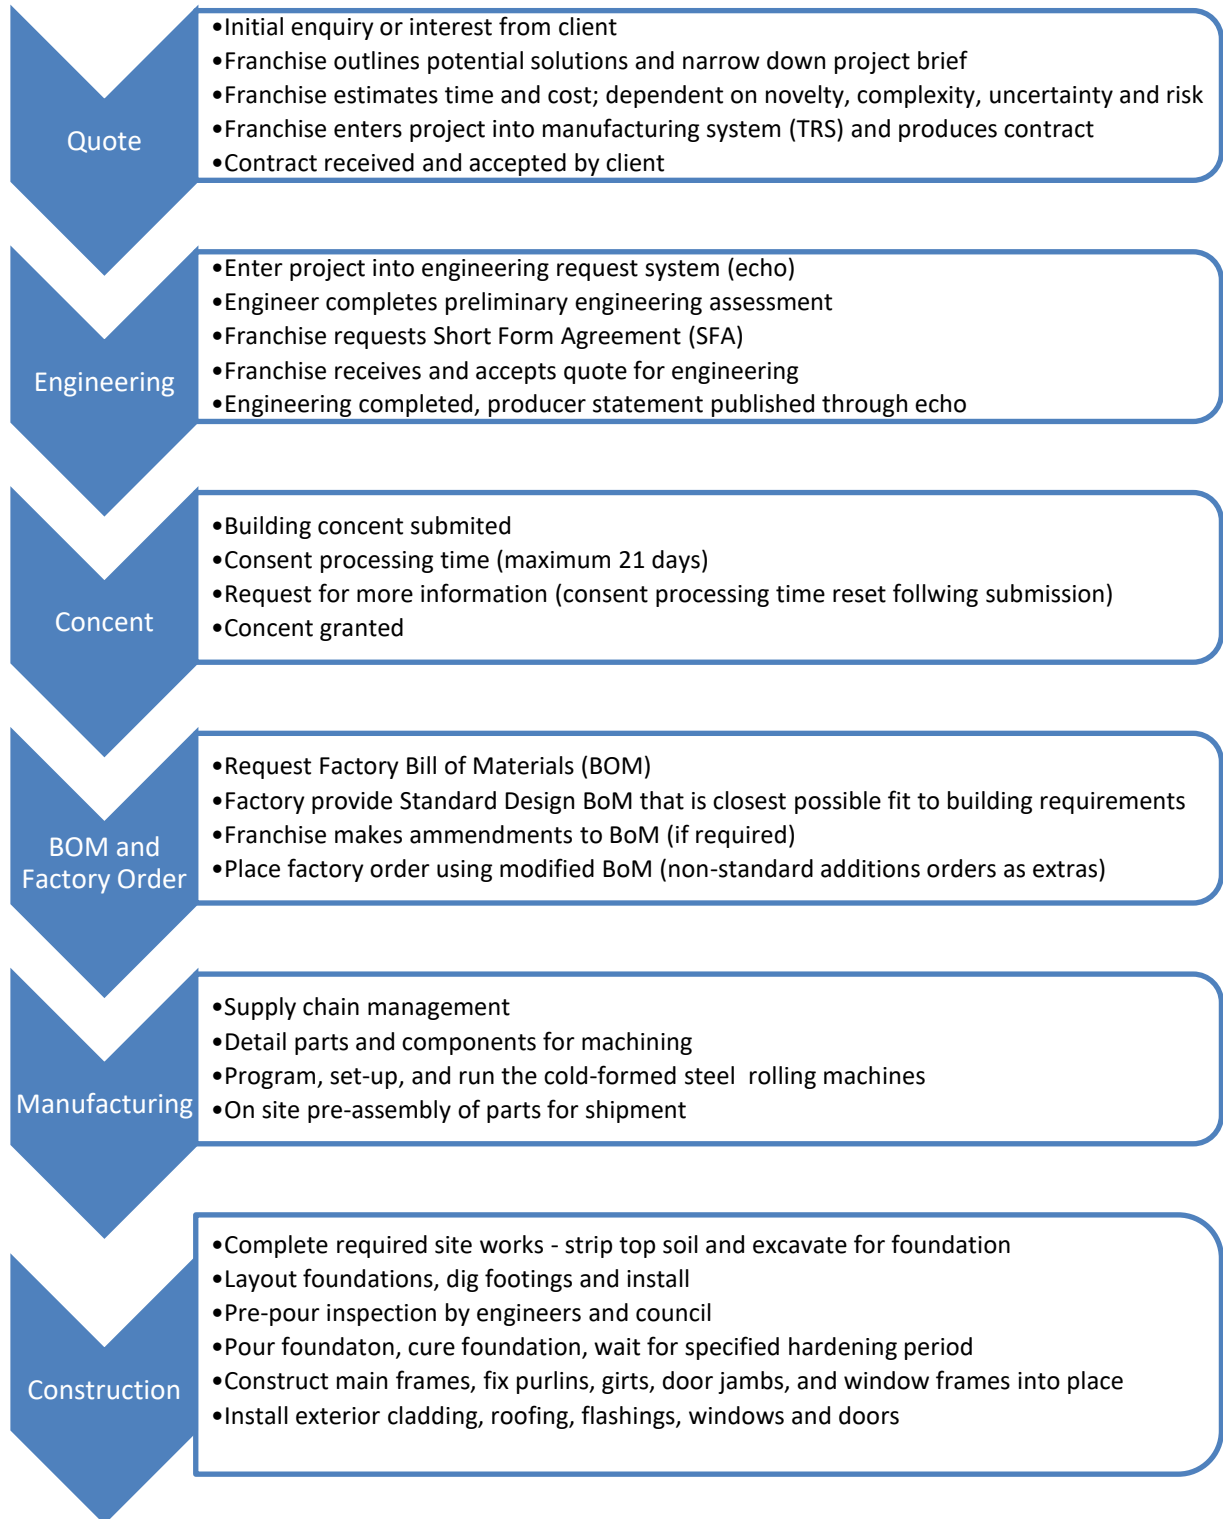 Quote
•Initial enquiry or interest from client
•Franchise outlines potential solutions and narrow down project brief
•Franchise estimates time and cost; dependent on novelty, complexity, uncertainty and risk
•Franchise enters project into manufacturing system (TRS) and produces contract
•Contract received and accepted by client
Engineering
•Enter project into engineering request system (echo)
•Engineer completes preliminary engineering assessment
•Franchise requests Short Form Agreement (SFA)
•Franchise receives and accepts quote for engineering
•Engineering completed, producer statement published through echo
Concent
•Building concent submited
•Consent processing time (maximum 21 days)
•Request for more information (consent processing time reset follwing submission)
•Concent granted
BOM and
Factory Order
•Request Factory Bill of Materials (BOM)
•Factory provide Standard Design BoM that is closest possible fit to building requirements
•Franchise makes ammendments to BoM (if required)
•Place factory order using modified BoM (non-standard additions orders as extras)
Manufacturing
•Supply chain management
•Detail parts and components for machining
•Program, set-up, and run the cold-formed steel  rolling machines
•On site pre-assembly of parts for shipment
Construction
•Complete required site works - strip top soil and excavate for foundation
•Layout foundations, dig footings and install
•Pre-pour inspection by engineers and council
•Pour foundaton, cure foundation, wait for specified hardening period
•Construct main frames, fix purlins, girts, door jambs, and window frames into place
•Install exterior cladding, roofing, flashings, windows and doors